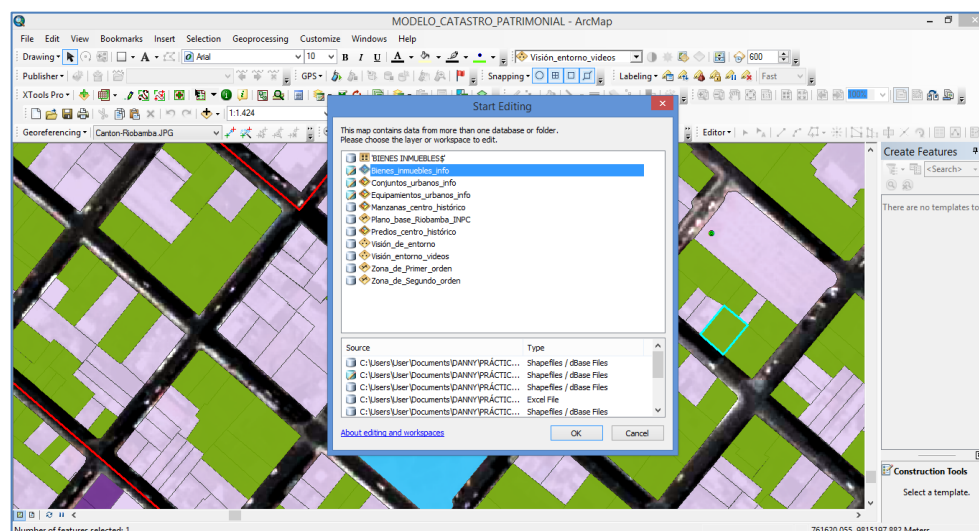 MODELO_CATASTRO_PATRIMONIAL - ArcMap
File Edit View Bookmarks Insert Selection Geoprocessing Customize Windows Help
Drawing A Arial 10 B I U A Visión_entorno_videos 600
Publisher GPS Snapping Labeling Fast
XTools Pro 100%
1:1.424
Georeferencing Canton-Riobamba JPG Editor
Start Editing
This map contains data from more than one database or folder.
Please choose the layer or workspace to edit.
'BIENES INMUEBLES$'
Bienes_inmuebles_info
Conjuntos_urbanos_info
Equipamientos_urbanos_info
Manzanas_centro_histórico
Plano_base_Riobamba_INPC
Predios_centro_histórico
Visión_de_entorno
Visión_entorno_videos
Zona_de_Primer_orden
Zona_de_Segundo_orden
Source Type
C:\Users\User\Documents\DANNY\PRÁCTIC... Shapefiles / dBase Files
C:\Users\User\Documents\DANNY\PRÁCTIC... Shapefiles / dBase Files
C:\Users\User\Documents\DANNY\PRÁCTIC... Shapefiles / dBase Files
C:\Users\User\Documents\DANNY\PRÁCTIC... Excel File
C:\Users\User\Documents\DANNY\PRÁCTIC... Shapefiles / dBase Files
About editing and workspaces
OK Cancel
Create Features
<Search>
There are no templates to
Construction Tools
Select a template.
Number of features selected: 1
761620,055 9815197,882 Meters